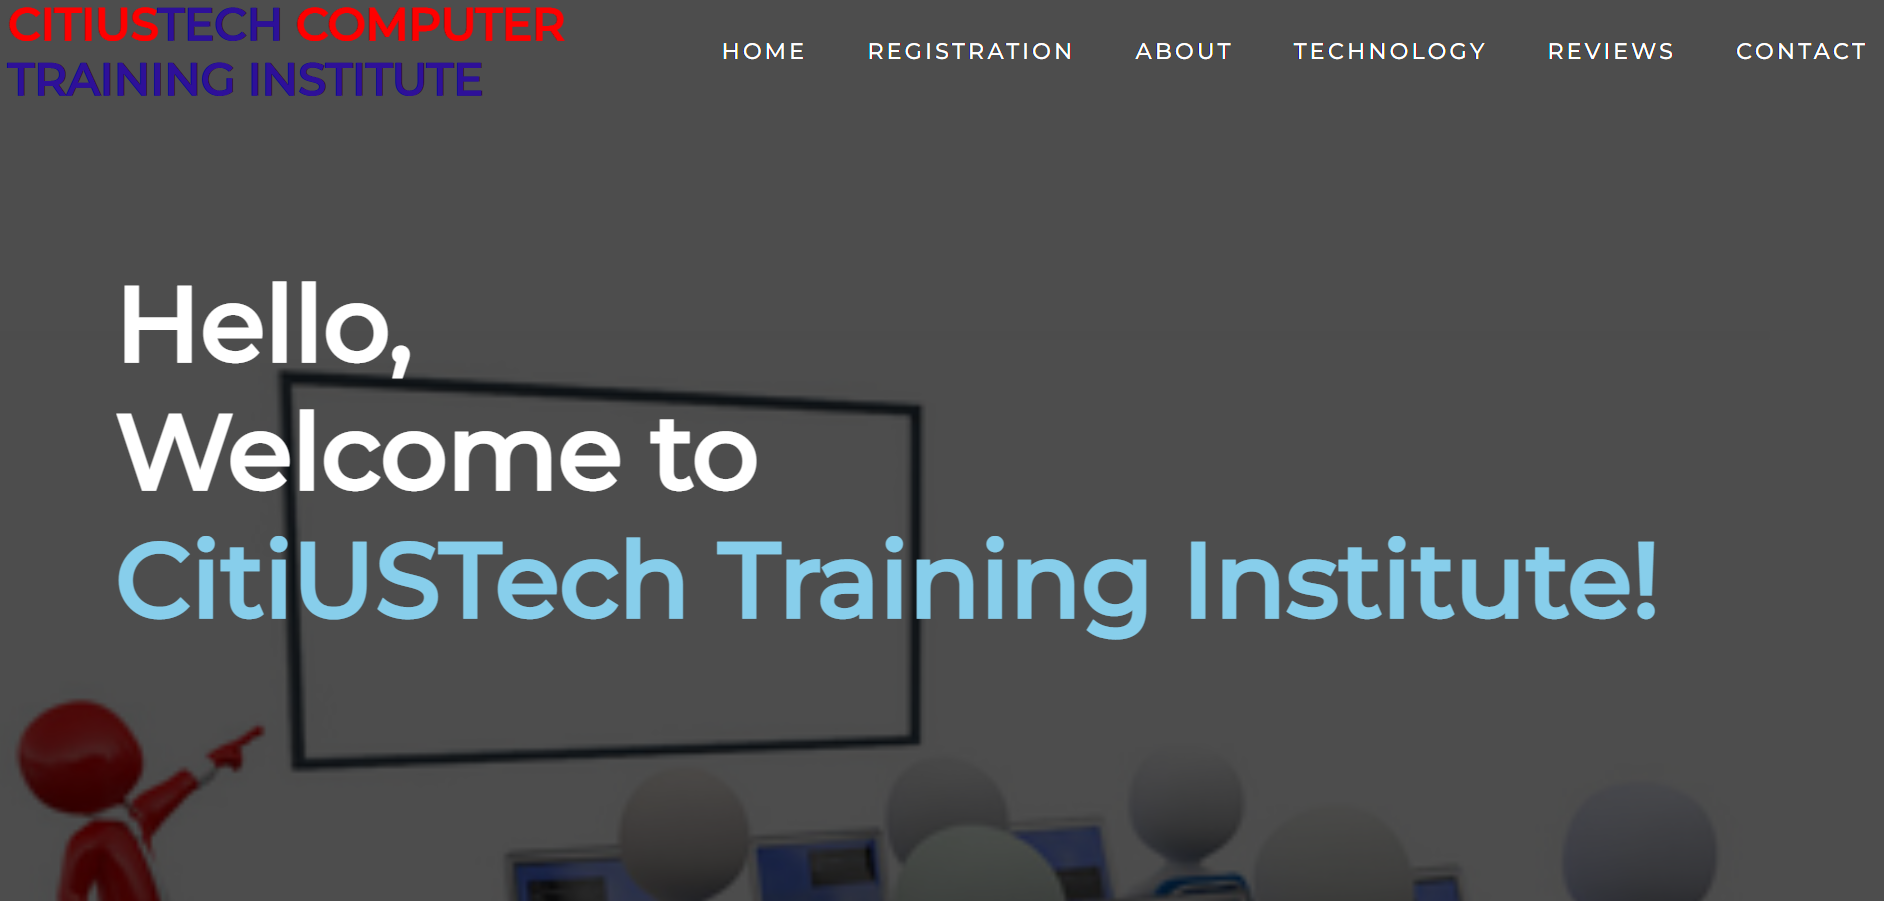 CITIUSTECH COMPUTER
TRAINING INSTITUTE
HOME REGISTRATION ABOUT TECHNOLOGY REVIEWS CONTACT
Hello,
Welcome to
CitiUSTech Training Institute!